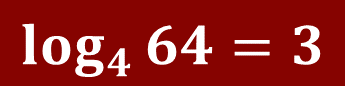 log₄ 64 = 3